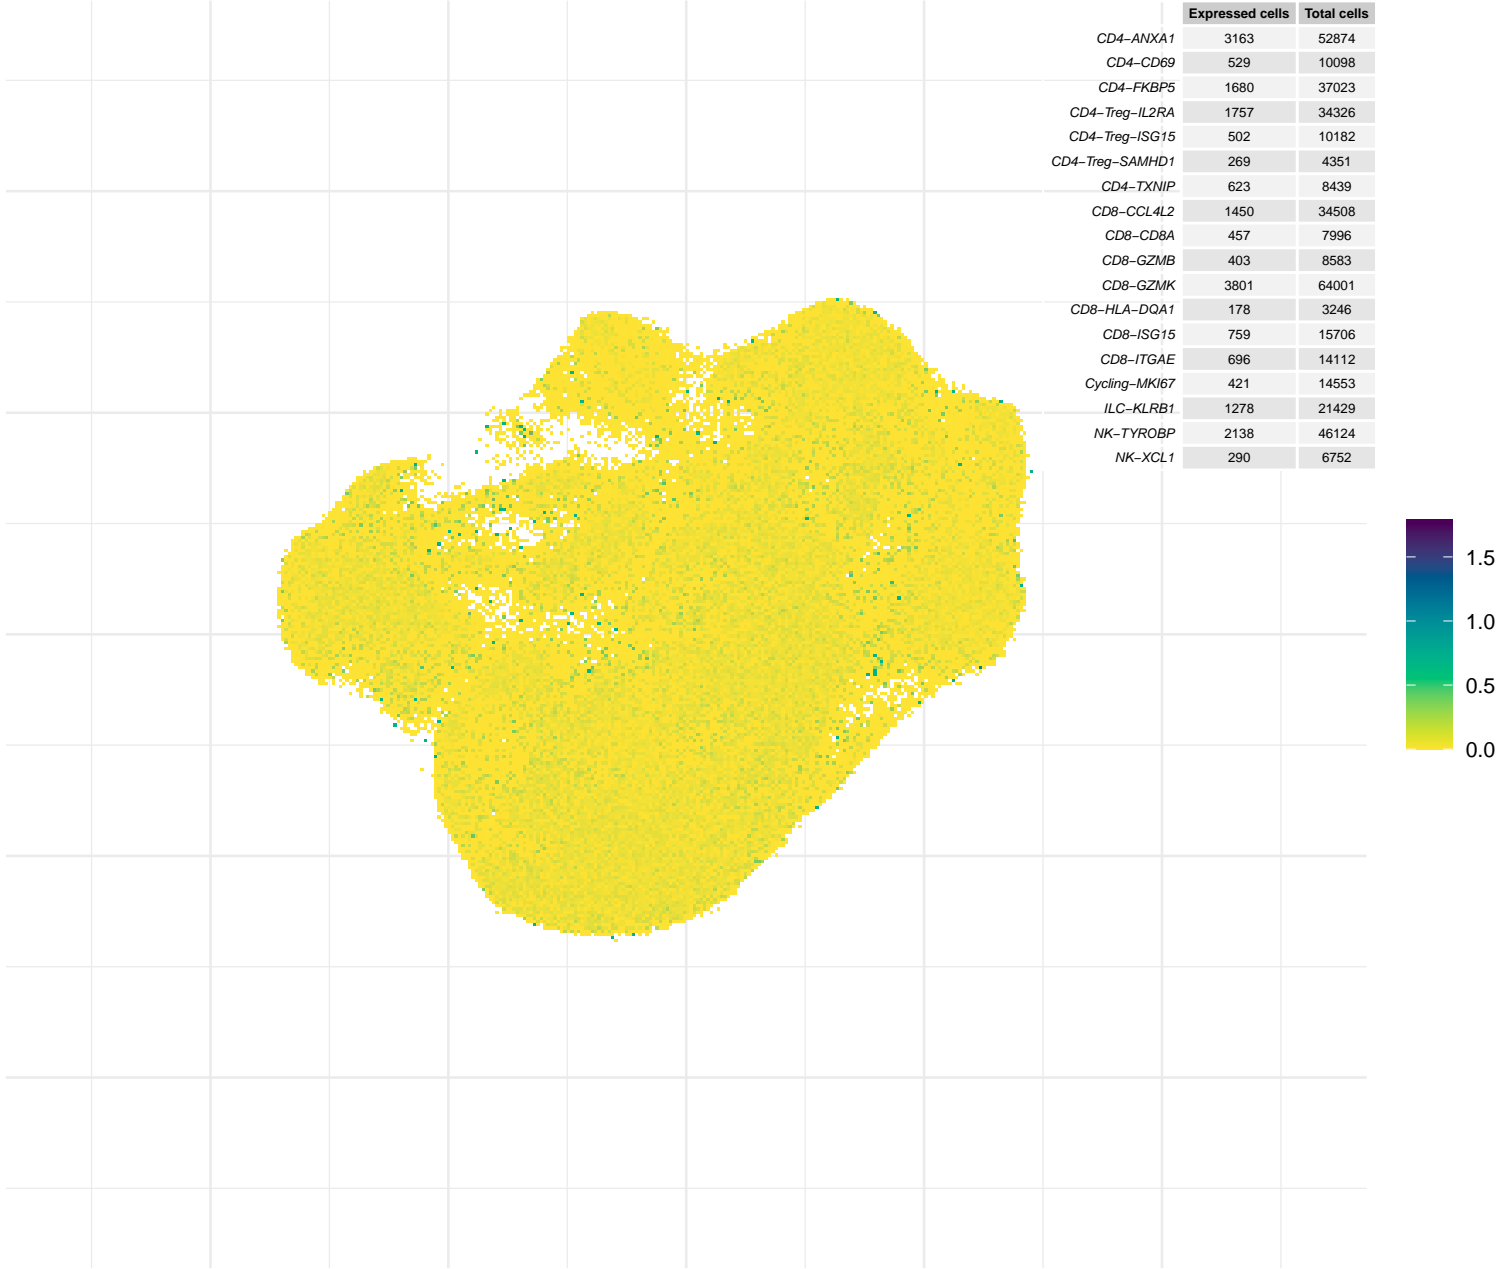 Expressed cells Total cells
CD4−ANXA1 3163 52874
CD4−CD69 529 10098
CD4−FKBP5 1680 37023
CD4−Treg−IL2RA 1757 34326
CD4−Treg−ISG15 502 10182
CD4−Treg−SAMHD1 269 4351
CD4−TXNIP 623 8439
CD8−CCL4L2 1450 34508
CD8−CD8A 457 7996
CD8−GZMB 403 8583
CD8−GZMK 3801 64001
CD8−HLA−DQA1 178 3246
CD8−ISG15 759 15706
CD8−ITGAE 696 14112
Cycling−MKI67 421 14553
ILC−KLRB1 1278 21429
NK−TYROBP 2138 46124
NK−XCL1 290 6752
1.5
1.0
0.5
0.0